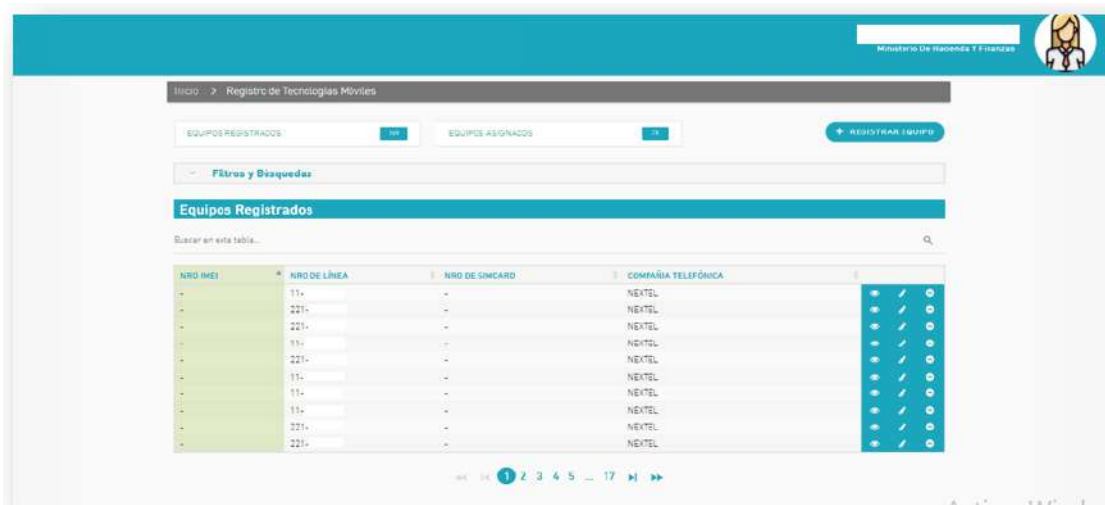 Ministerio De Hacienda Y Finanzas
Inicio > Registro de Tecnologías Móviles
EQUIPOS REGISTRADOS EQUIPOS ASIGNADOS + REGISTRAR EQUIPO
Filtros y Búsquedas
Equipos Registrados
Buscar en esta tabla...
NRO IMEI NRO DE LÍNEA NRO DE SIMCARD COMPAÑIA TELEFÓNICA
- 11- - NEXTEL
- 221- - NEXTEL
- 221- - NEXTEL
- 11- - NEXTEL
- 221- - NEXTEL
- 11- - NEXTEL
- 11- - NEXTEL
- 11- - NEXTEL
- 221- - NEXTEL
- 221- - NEXTEL
1 2 3 4 5 ... 17